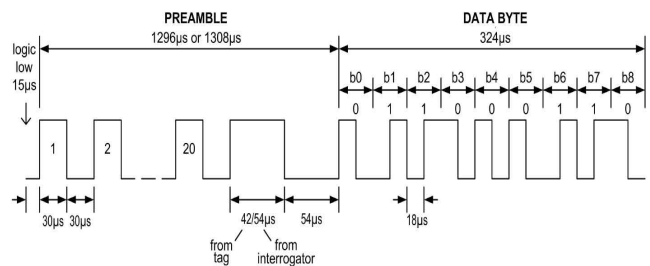 PREAMBLE
1296µs or 1308µs
DATA BYTE
324µs
logic
low
15µs
b0 b1 b2 b3 b4 b5 b6 b7 b8
0 1 1 0 0 0 1 1 0
1 2 20
30µs 30µs 42/54µs 54µs 18µs
from
tag
from
interrogator